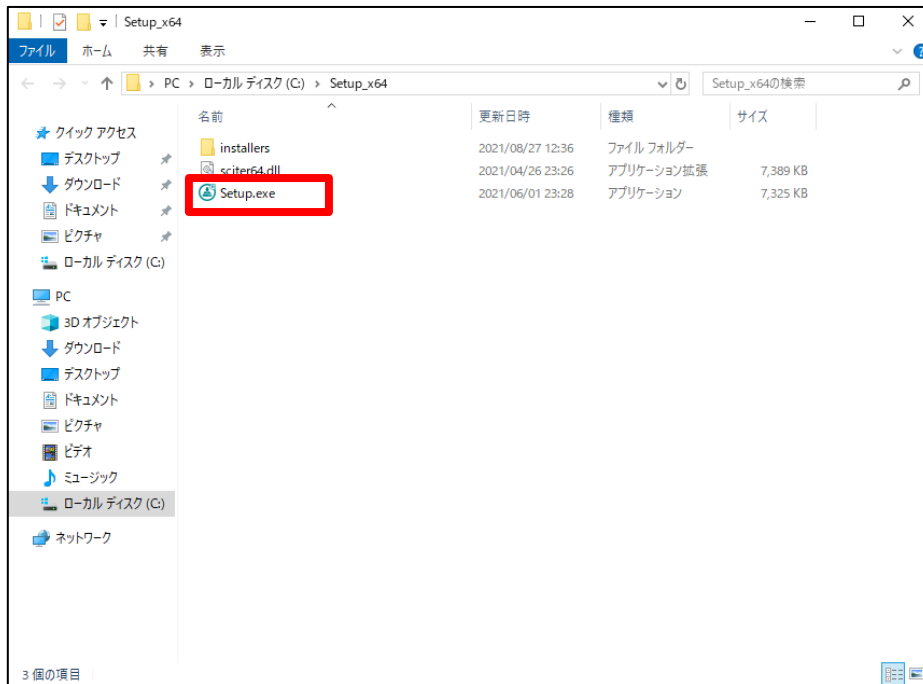 Setup_x64
ファイル ホーム 共有 表示
PC › ローカル ディスク (C:) › Setup_x64 Setup_x64の検索
名前 更新日時 種類 サイズ
クイック アクセス
デスクトップ
ダウンロード
ドキュメント
ピクチャ
ローカル ディスク (C:)
PC
3D オブジェクト
ダウンロード
デスクトップ
ドキュメント
ピクチャ
ビデオ
ミュージック
ローカル ディスク (C:)
ネットワーク
installers 2021/08/27 12:36 ファイル フォルダー
sciter64.dll 2021/04/26 23:26 アプリケーション拡張 7,389 KB
Setup.exe 2021/06/01 23:28 アプリケーション 7,325 KB
3 個の項目